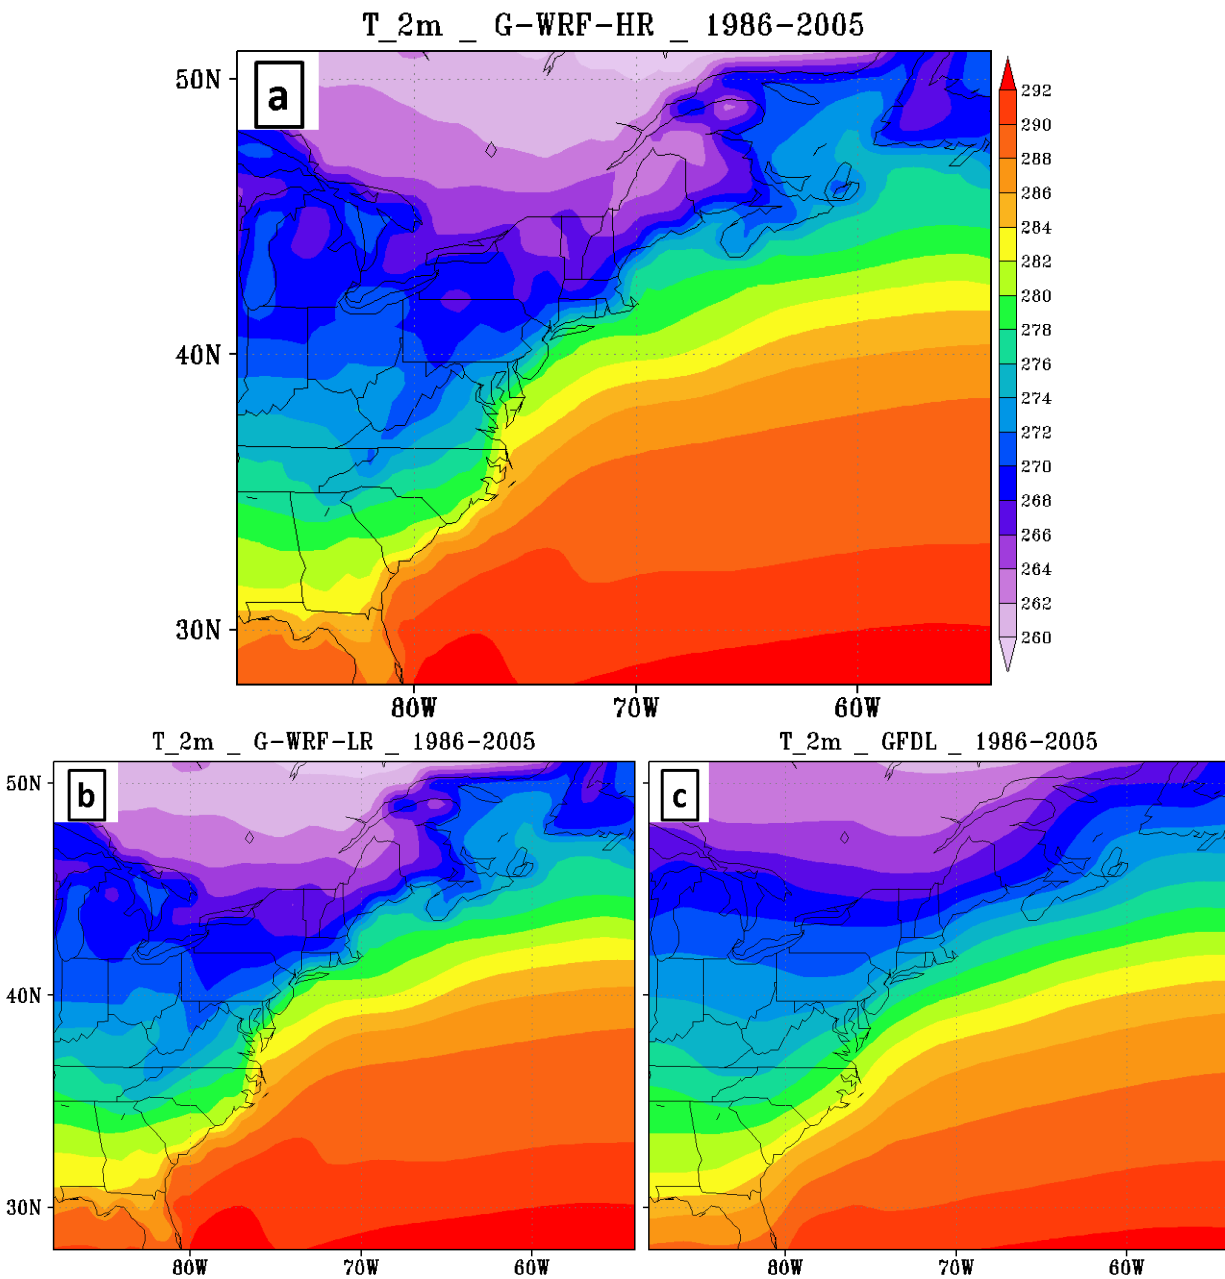 T_2m _ G-WRF-HR _ 1986-2005
a
50N
40N
30N
80W 70W 60W
292
290
288
286
284
282
280
278
276
274
272
270
268
266
264
262
260
T_2m _ G-WRF-LR _ 1986-2005
b
50N
40N
30N
80W 70W 60W
T_2m _ GFDL _ 1986-2005
c
80W 70W 60W